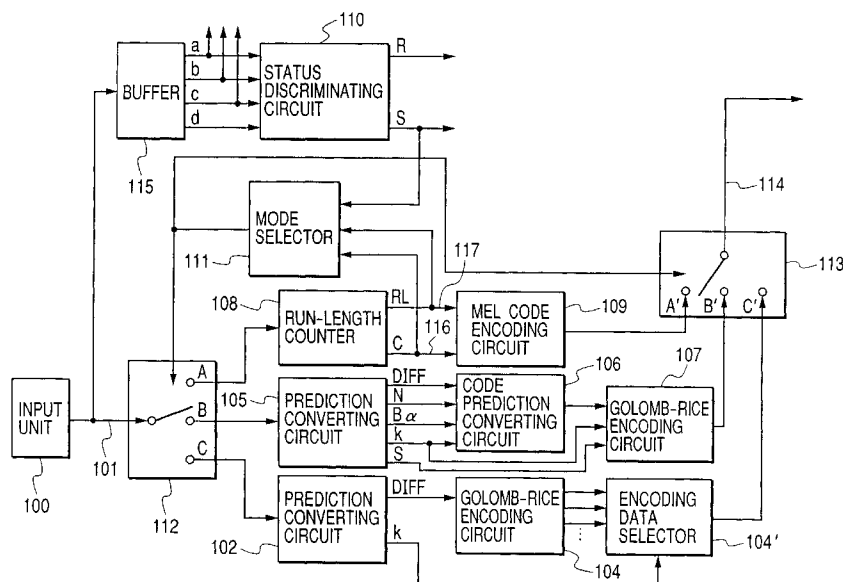 110
a
b
c
d
BUFFER
115
STATUS
DISCRIMINATING
CIRCUIT
R
S
114
MODE
SELECTOR
111
113
A'
B'
C'
108
RUN-LENGTH
COUNTER
RL
117
C
116
MEL CODE
ENCODING
CIRCUIT
109
INPUT
UNIT
100
101
A
B
C
112
105
PREDICTION
CONVERTING
CIRCUIT
DIFF
N
Bα
k
S
CODE
PREDICTION
CONVERTING
CIRCUIT
106
107
GOLOMB-RICE
ENCODING
CIRCUIT
PREDICTION
CONVERTING
CIRCUIT
102
DIFF
k
GOLOMB-RICE
ENCODING
CIRCUIT
104
ENCODING
DATA
SELECTOR
104'